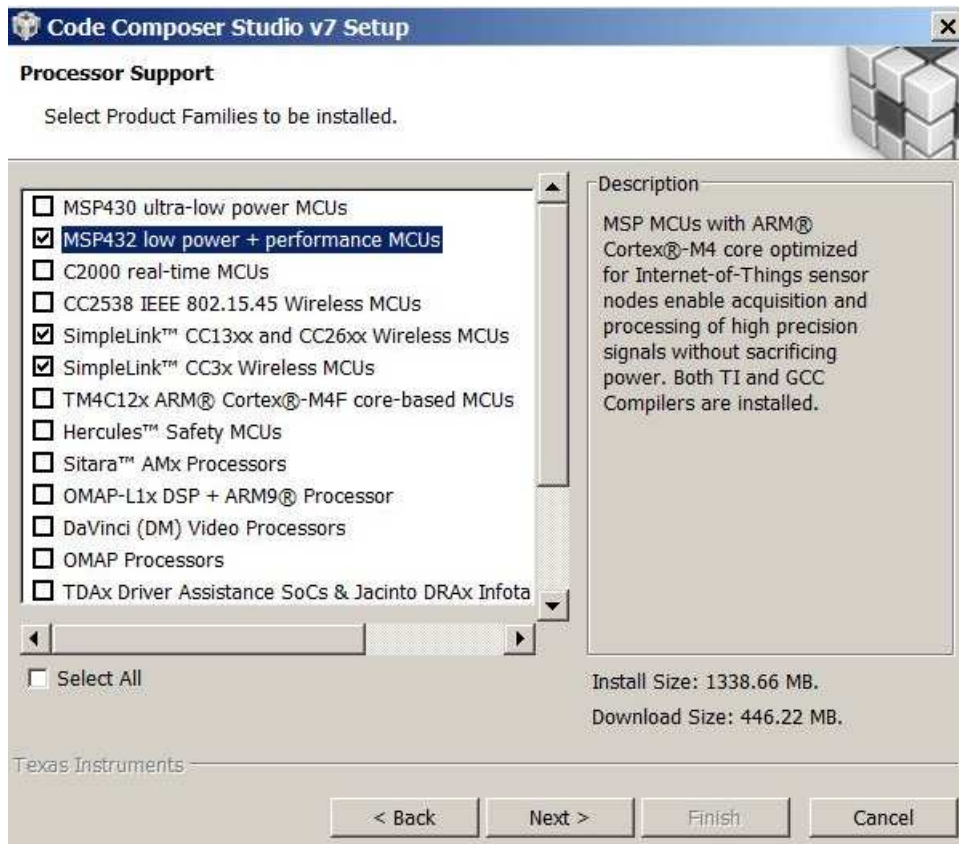 Code Composer Studio v7 Setup
Processor Support
Select Product Families to be installed.
MSP430 ultra-low power MCUs
MSP432 low power + performance MCUs
C2000 real-time MCUs
CC2538 IEEE 802.15.45 Wireless MCUs
SimpleLink™ CC13xx and CC26xx Wireless MCUs
SimpleLink™ CC3x Wireless MCUs
TM4C12x ARM® Cortex®-M4F core-based MCUs
Hercules™ Safety MCUs
Sitara™ AMx Processors
OMAP-L1x DSP + ARM9® Processor
DaVinci (DM) Video Processors
OMAP Processors
TDAx Driver Assistance SoCs & Jacinto DRAx Infota
Select All
Description
MSP MCUs with ARM®
Cortex®-M4 core optimized
for Internet-of-Things sensor
nodes enable acquisition and
processing of high precision
signals without sacrificing
power. Both TI and GCC
Compilers are installed.
Install Size: 1338.66 MB.
Download Size: 446.22 MB.
Texas Instruments
< Back
Next >
Finish
Cancel